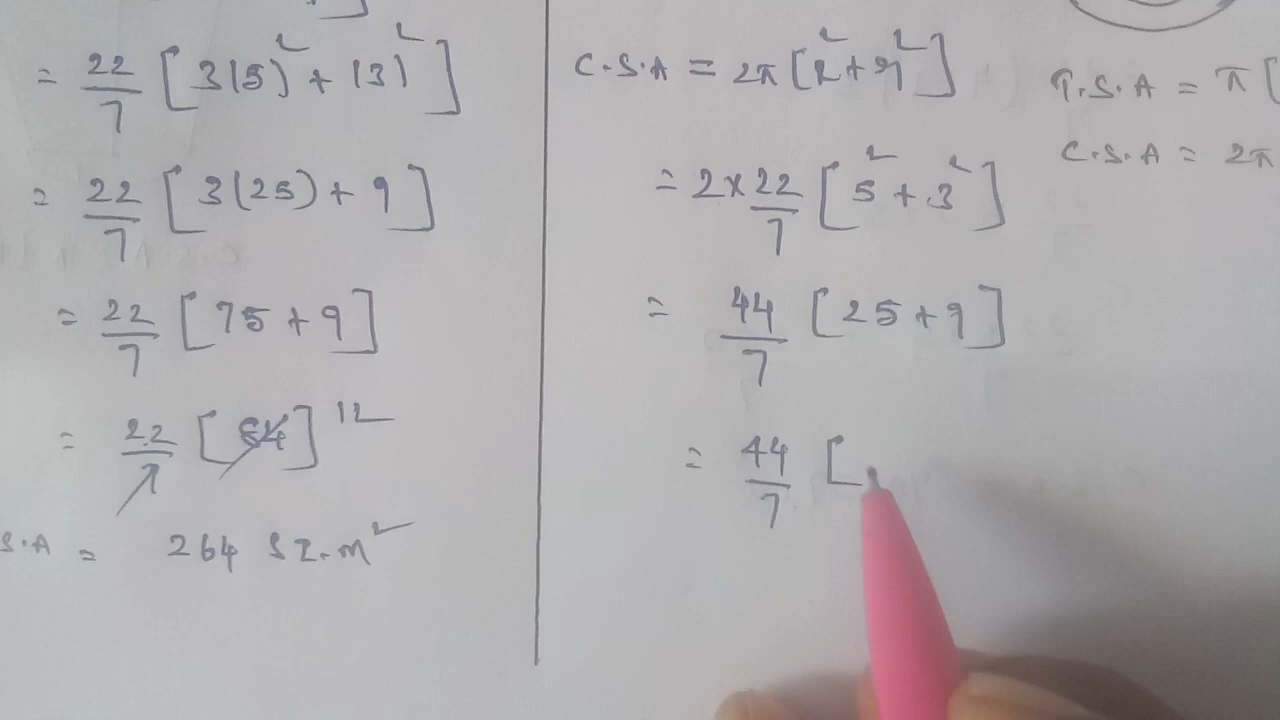 = 22/7 [3(5)² + (3)²]
= 22/7 [3(25) + 9]
= 22/7 [75 + 9]
= 22/7 [84] 12
S.A = 264 sq.m²
C.S.A = 2π [R² + r²]
= 2 × 22/7 [5² + 3²]
= 44/7 [25 + 9]
= 44/7 [
T.S.A = π [
C.S.A = 2π